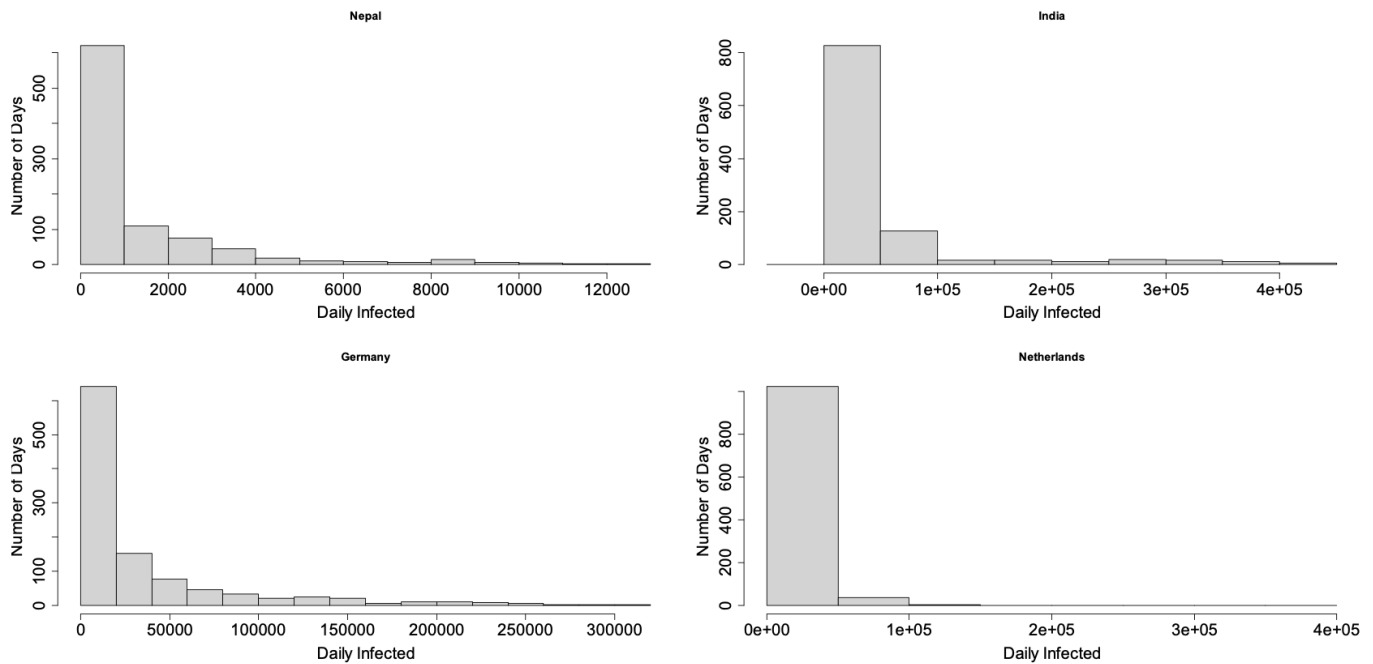 Nepal
Number of Days
500
300
100
0
0 2000 4000 6000 8000 10000 12000
Daily Infected
India
Number of Days
800
600
400
200
0
0e+00 1e+05 2e+05 3e+05 4e+05
Daily Infected
Germany
Number of Days
500
300
100
0
0 50000 100000 150000 200000 250000 300000
Daily Infected
Netherlands
Number of Days
800
600
400
200
0
0e+00 1e+05 2e+05 3e+05 4e+05
Daily Infected